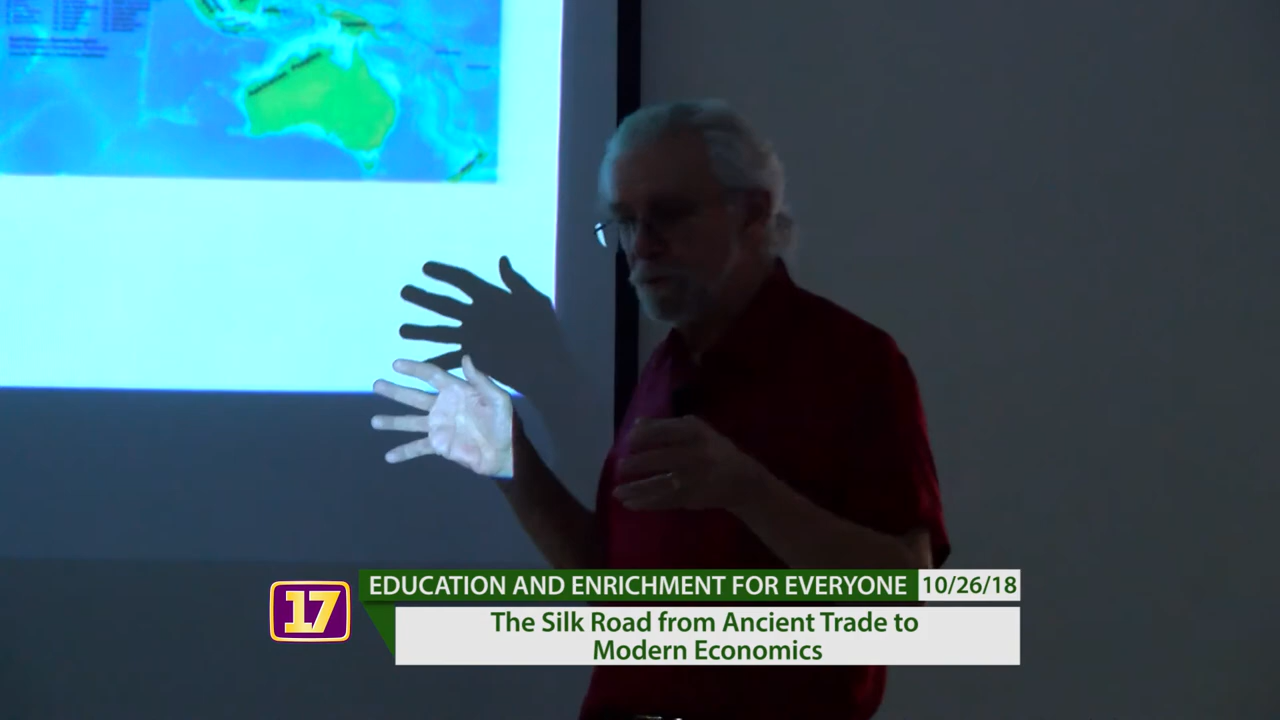 17
EDUCATION AND ENRICHMENT FOR EVERYONE 10/26/18
The Silk Road from Ancient Trade to
Modern Economics